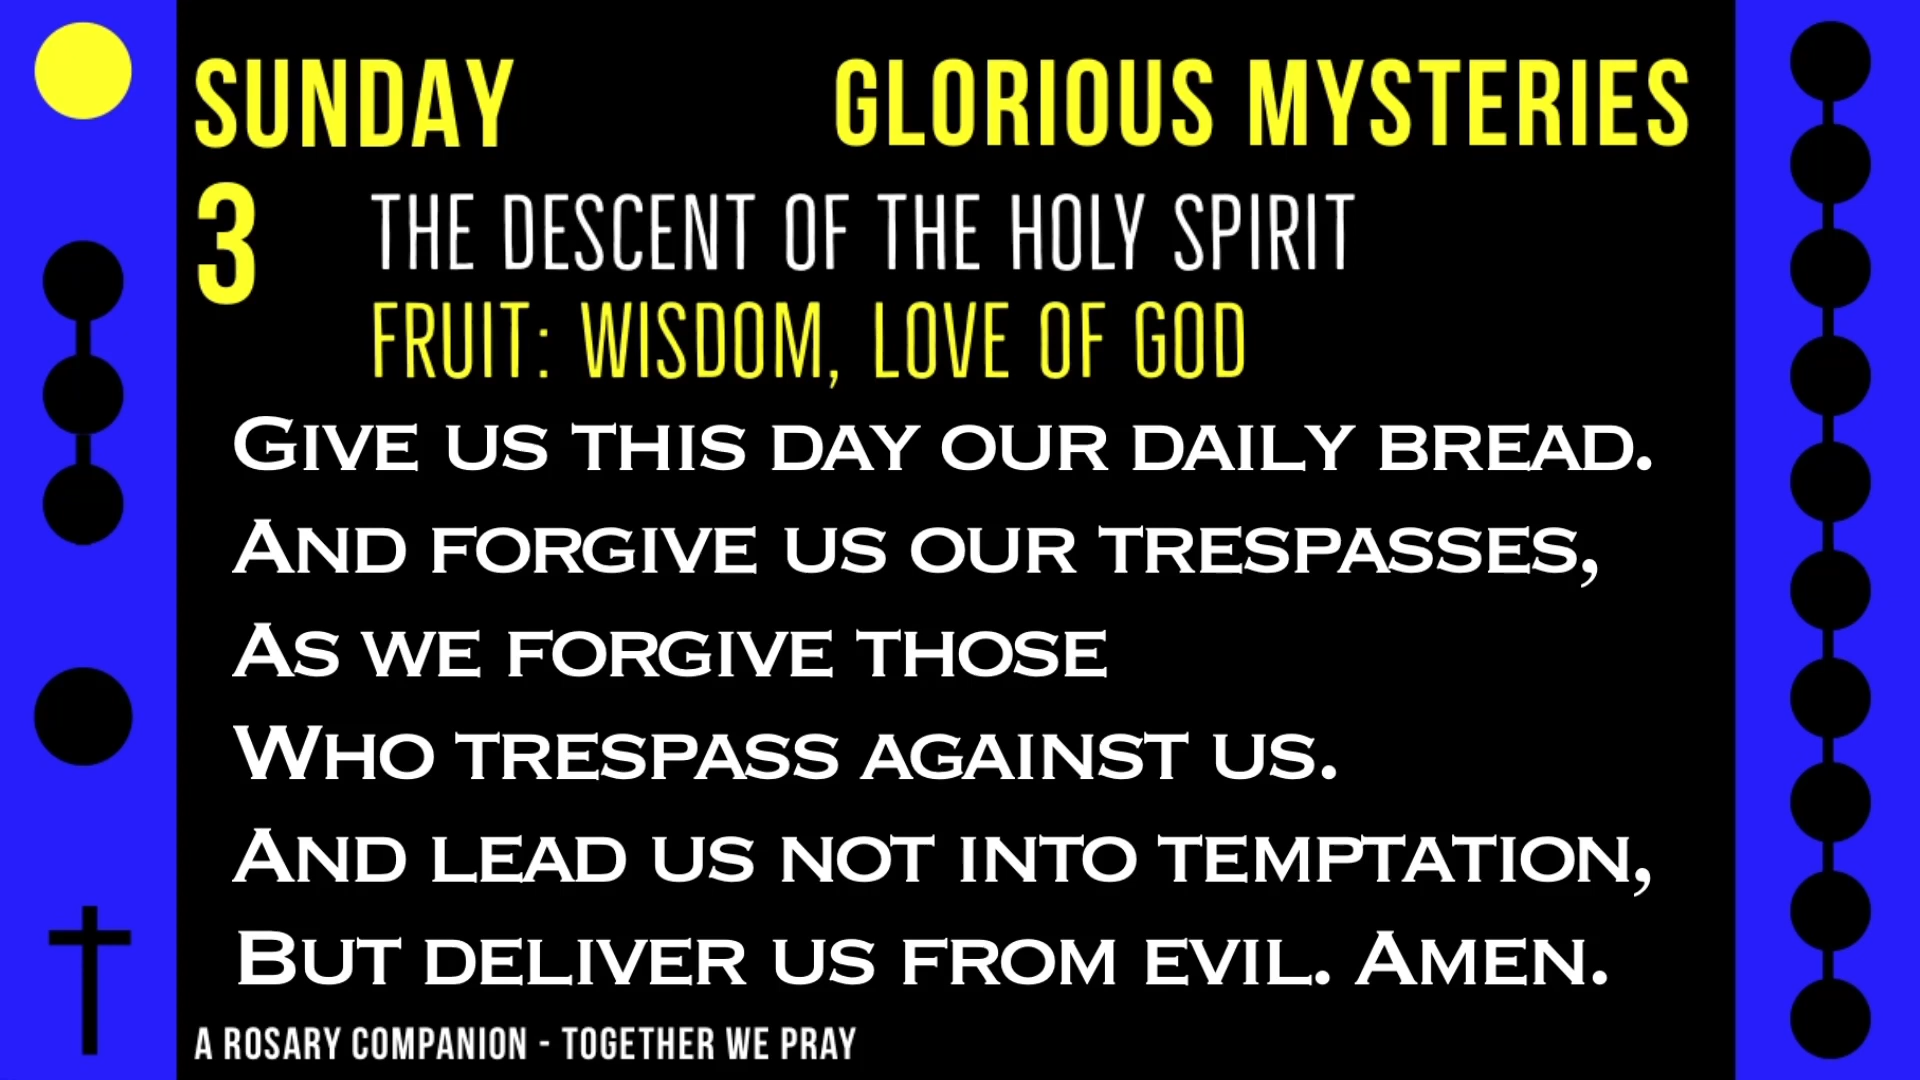 SUNDAY GLORIOUS MYSTERIES
3 THE DESCENT OF THE HOLY SPIRIT
FRUIT: WISDOM, LOVE OF GOD
GIVE US THIS DAY OUR DAILY BREAD.
AND FORGIVE US OUR TRESPASSES,
AS WE FORGIVE THOSE
WHO TRESPASS AGAINST US.
AND LEAD US NOT INTO TEMPTATION,
BUT DELIVER US FROM EVIL. AMEN.
A ROSARY COMPANION - TOGETHER WE PRAY